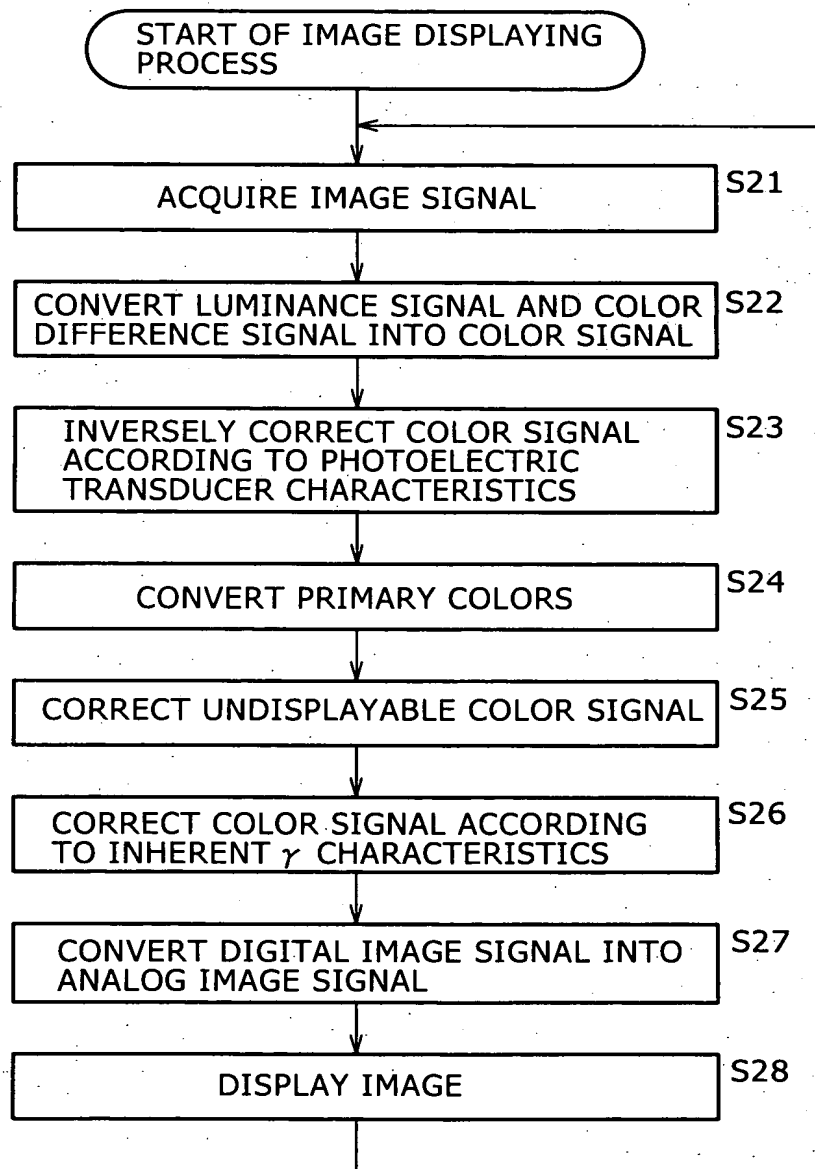 START OF IMAGE DISPLAYING
PROCESS
ACQUIRE IMAGE SIGNAL
S21
CONVERT LUMINANCE SIGNAL AND COLOR
DIFFERENCE SIGNAL INTO COLOR SIGNAL
S22
INVERSELY CORRECT COLOR SIGNAL
ACCORDING TO PHOTOELECTRIC
TRANSDUCER CHARACTERISTICS
S23
CONVERT PRIMARY COLORS
S24
CORRECT UNDISPLAYABLE COLOR SIGNAL
S25
CORRECT COLOR SIGNAL ACCORDING
TO INHERENT γ CHARACTERISTICS
S26
CONVERT DIGITAL IMAGE SIGNAL INTO
ANALOG IMAGE SIGNAL
S27
DISPLAY IMAGE
S28